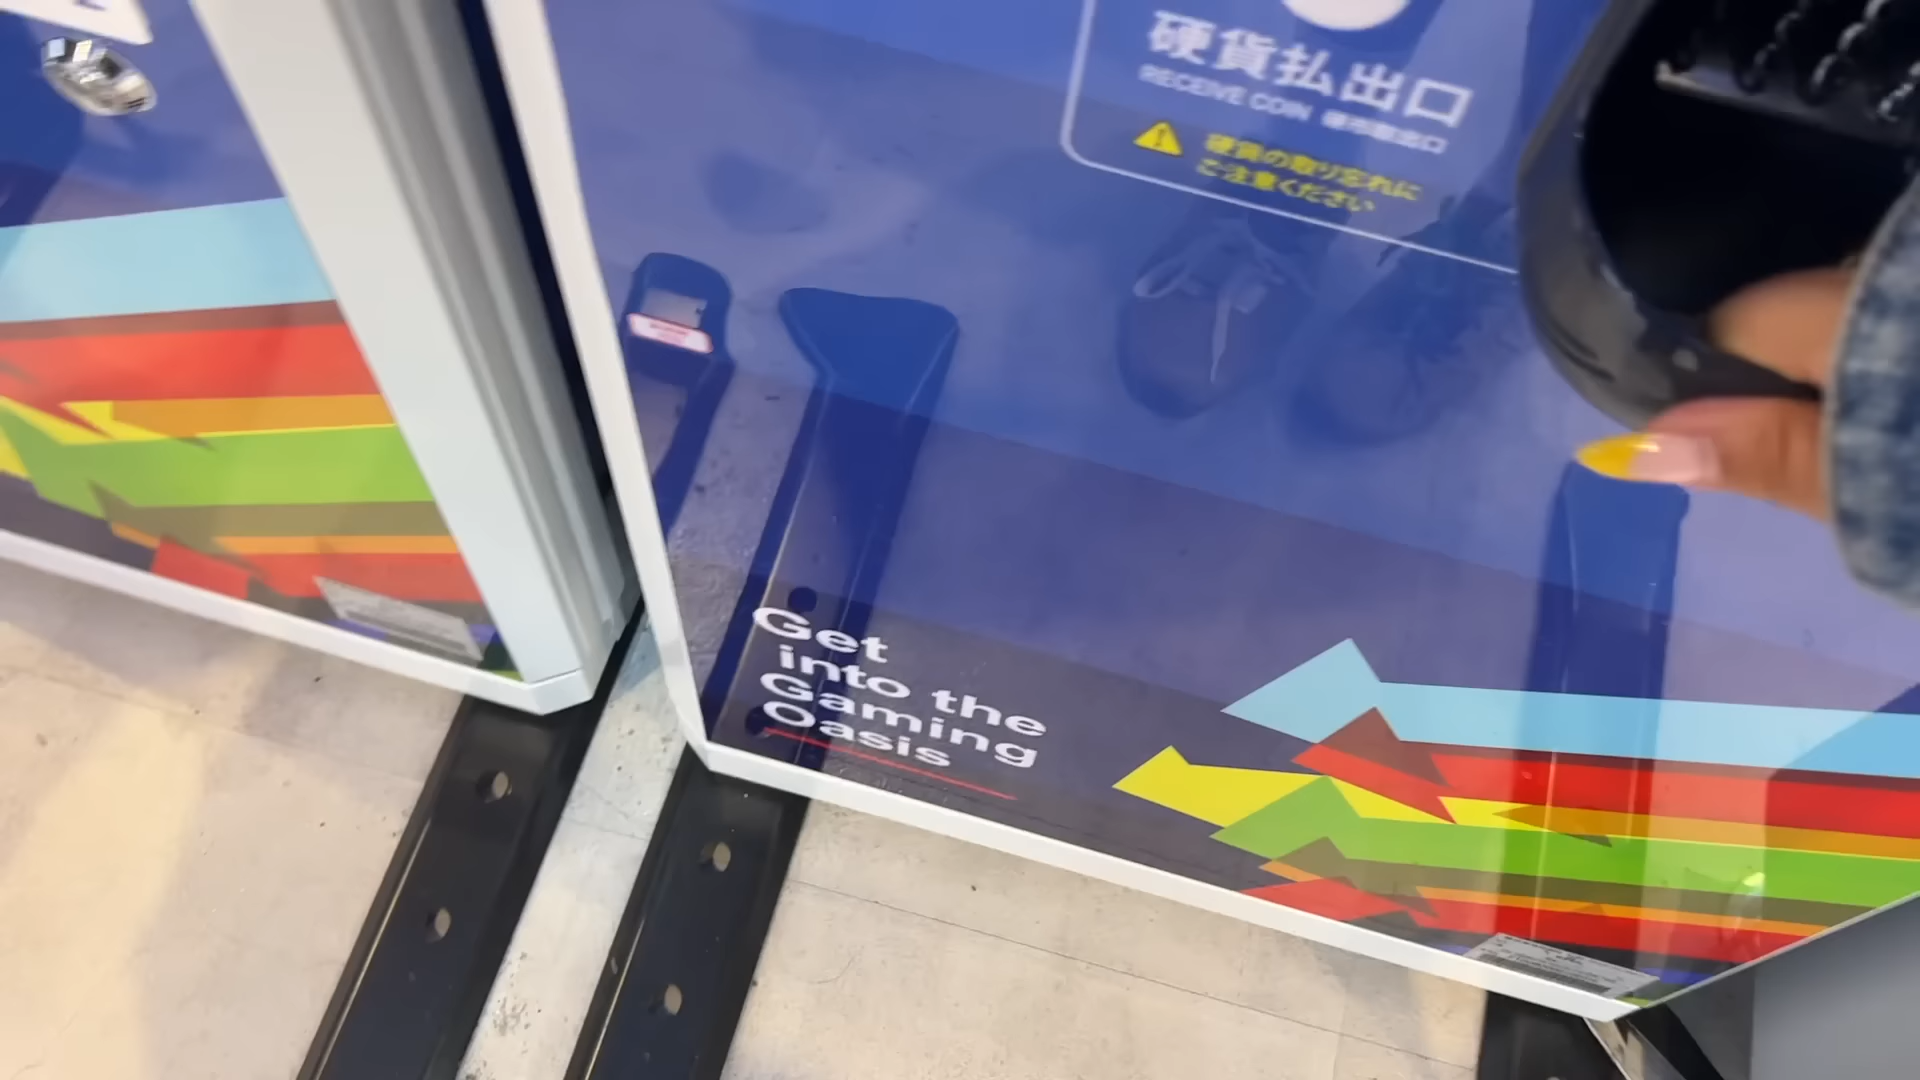 硬貨払出口
RECEIVE COIN
硬貨の取り忘れに
ご注意ください
Get
into the
Gaming
Oasis